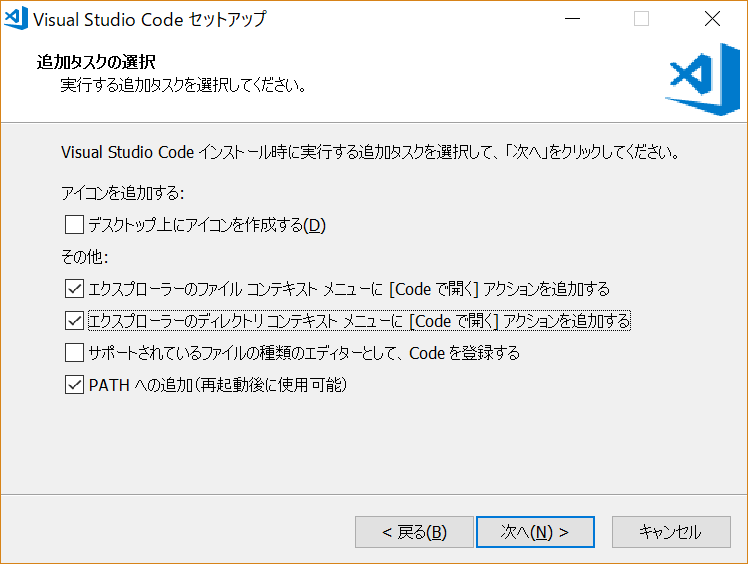 Visual Studio Code セットアップ
追加タスクの選択
実行する追加タスクを選択してください。
Visual Studio Code インストール時に実行する追加タスクを選択して、「次へ」をクリックしてください。
アイコンを追加する:
デスクトップ上にアイコンを作成する(D)
その他:
エクスプローラーのファイル コンテキスト メニューに [Code で開く] アクションを追加する
エクスプローラーのディレクトリ コンテキスト メニューに [Code で開く] アクションを追加する
サポートされているファイルの種類のエディターとして、Code を登録する
PATH への追加（再起動後に使用可能）
< 戻る(B) 次へ(N) > キャンセル